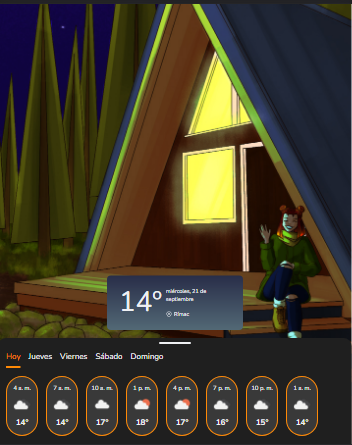 14°
miércoles, 21 de
septiembre
Rímac
Hoy Jueves Viernes Sábado Domingo
4 a. m. 7 a. m. 10 a. m. 1 p. m. 4 p. m. 7 p. m. 10 p. m. 1 a. m.
14° 14° 17° 18° 17° 16° 15° 14°